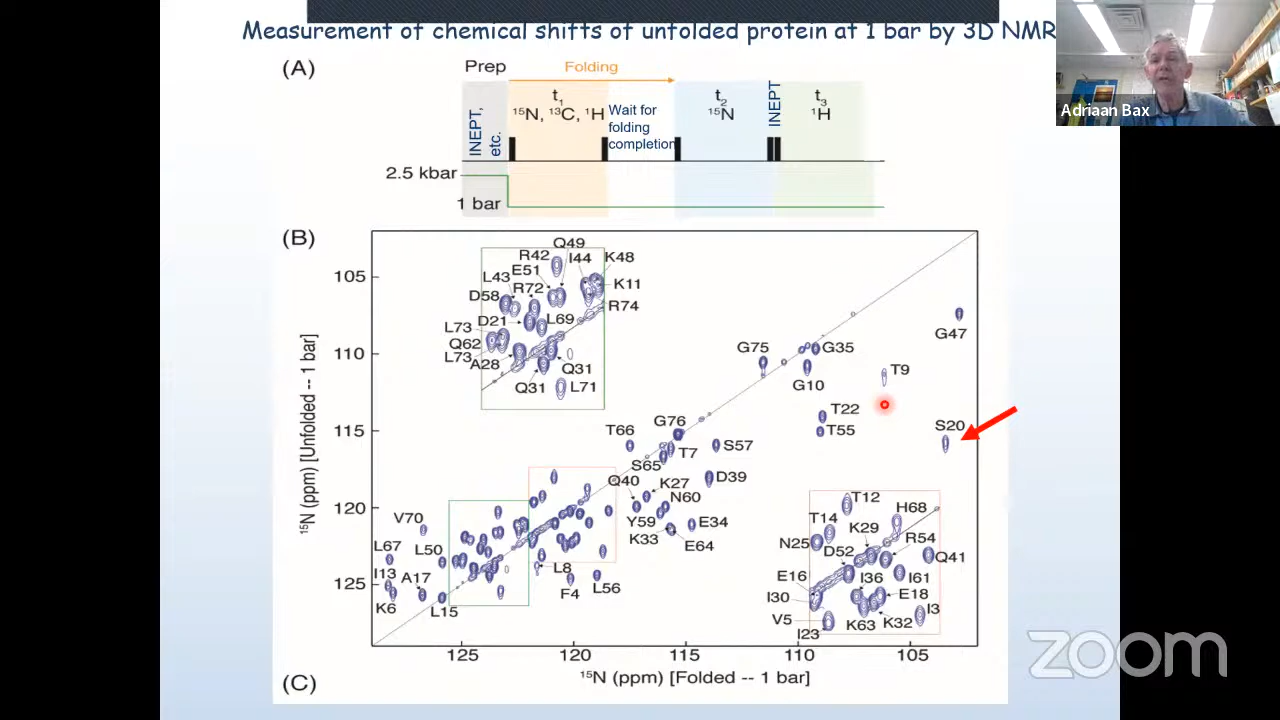 Measurement of chemical shifts of unfolded protein at 1 bar by 3D NMR
Adriaan Bax
(A)
Prep
Folding
INEPT, etc.
t₁
¹⁵N, ¹³C, ¹H
Wait for
folding
completion
t₂
¹⁵N
INEPT
t₃
¹H
2.5 kbar
1 bar
(B)
¹⁵N (ppm) [Unfolded -- 1 bar]
105
110
115
120
125
Q49
R42
I44
K48
E51
L43
R72
K11
D58
R74
D21
L69
L73
Q62
L73
A28
Q31
Q31
L71
G47
G75
G35
G10
T9
T22
T55
S20
G76
T66
T7
S57
S65
Q40
K27
D39
N60
Y59
E34
K33
E64
V70
L67
L50
L8
I13
A17
F4
L56
K6
L15
T12
H68
T14
K29
N25
R54
D52
Q41
E16
I36
I61
I30
E18
V5
I3
I23
K63
K32
125
120
115
110
105
¹⁵N (ppm) [Folded -- 1 bar]
(C)
zoom